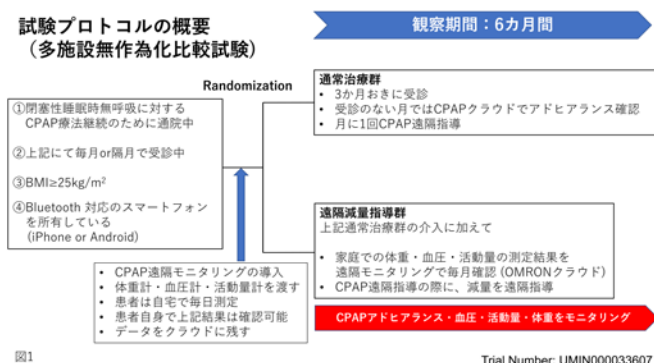 試験プロトコルの概要
（多施設無作為化比較試験）
観察期間：6カ月間
Randomization
①閉塞性睡眠時無呼吸に対する
CPAP療法継続のために通院中
②上記にて毎月or隔月で受診中
③BMI≥25kg/m²
④Bluetooth 対応のスマートフォン
を所有している
(iPhone or Android)
通常治療群
• 3か月おきに受診
• 受診のない月ではCPAPクラウドでアドヒアランス確認
• 月に1回CPAP遠隔指導
遠隔減量指導群
上記通常治療群の介入に加えて
• 家庭での体重・血圧・活動量の測定結果を
遠隔モニタリングで毎月確認 (OMRONクラウド)
• CPAP遠隔指導の際に、減量を遠隔指導
• CPAP遠隔モニタリングの導入
• 体重計・血圧計・活動量計を渡す
• 患者は自宅で毎日測定
• 患者自身で上記結果は確認可能
• データをクラウドに残す
CPAPアドヒアランス・血圧・活動量・体重をモニタリング
図1
Trial Number: UMIN000033607